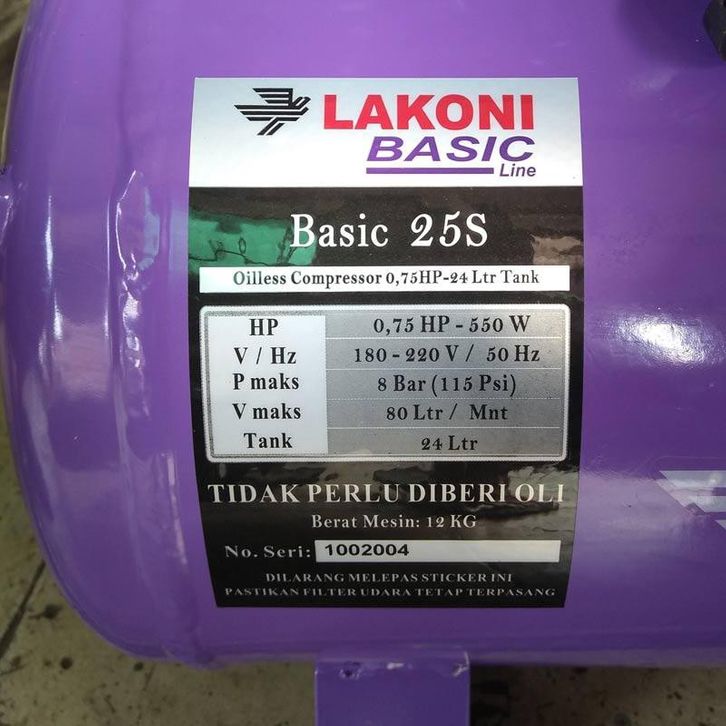 LAKONI
BASIC
Line
Basic 25S
Oilless Compressor 0,75HP-24 Ltr Tank
HP 0,75 HP - 550 W
V / Hz 180 - 220 V / 50 Hz
P maks 8 Bar (115 Psi)
V maks 80 Ltr / Mnt
Tank 24 Ltr
TIDAK PERLU DIBERI OLI
Berat Mesin: 12 KG
No. Seri: 1002004
DILARANG MELEPAS STICKER INI
PASTIKAN FILTER UDARA TETAP TERPASANG